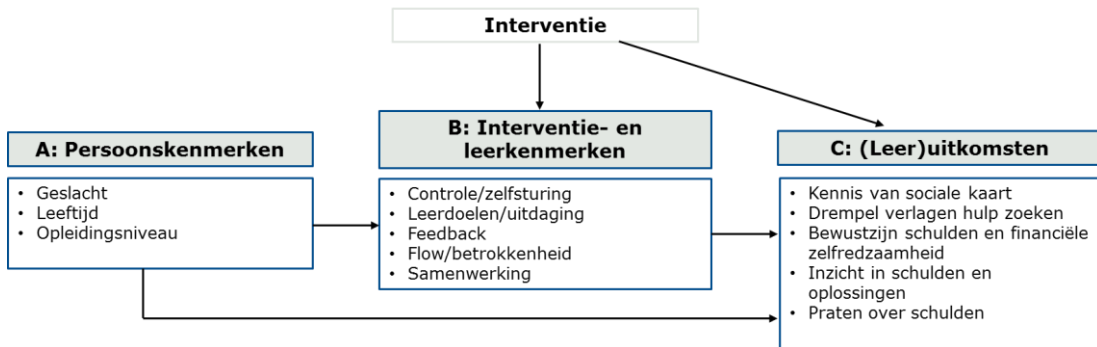 Interventie
A: Persoonskenmerken
• Geslacht
• Leeftijd
• Opleidingsniveau
B: Interventie- en
leerkenmerken
• Controle/zelfsturing
• Leerdoelen/uitdaging
• Feedback
• Flow/betrokkenheid
• Samenwerking
C: (Leer)uitkomsten
• Kennis van sociale kaart
• Drempel verlagen hulp zoeken
• Bewustzijn schulden en financiële
zelfredzaamheid
• Inzicht in schulden en
oplossingen
• Praten over schulden